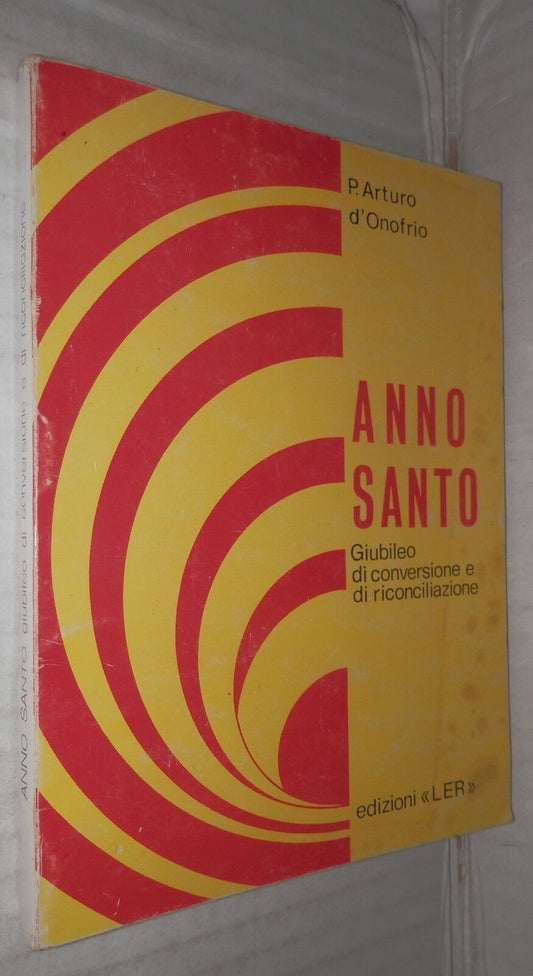 P. Arturo
d'Onofrio
ANNO
SANTO
Giubileo
di conversione e
di riconciliazione
edizioni «LER»
ANNO SANTO giubileo di conversione e di riconciliazione